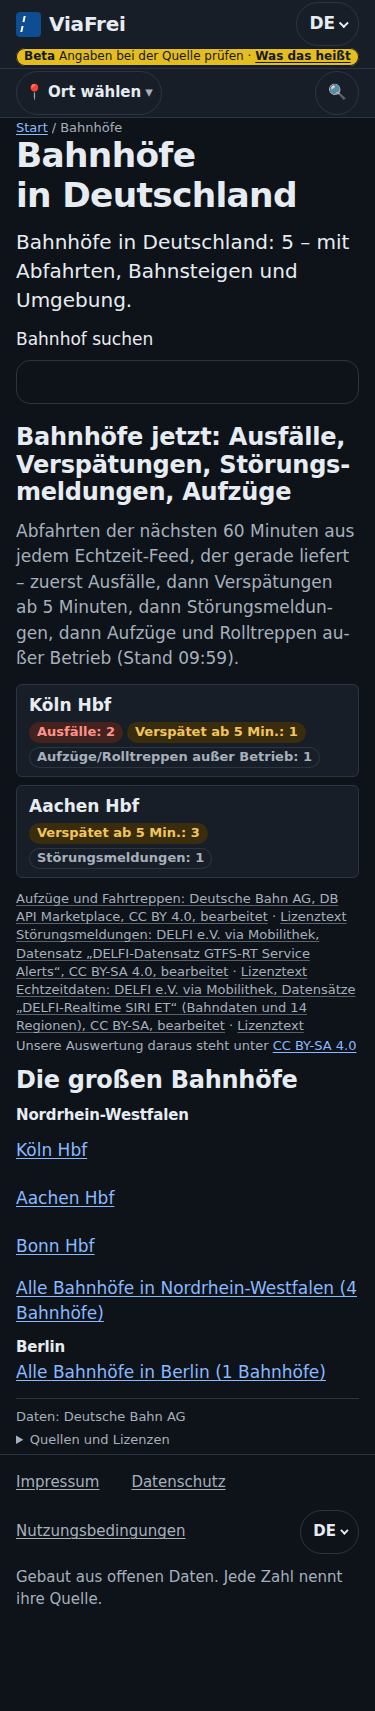 ViaFrei
DE
Beta Angaben bei der Quelle prüfen · Was das heißt
📍 Ort wählen ▾
🔍
Start / Bahnhöfe
Bahnhöfe
in Deutschland
Bahnhöfe in Deutschland: 5 – mit
Abfahrten, Bahnsteigen und
Umgebung.
Bahnhof suchen
Bahnhöfe jetzt: Ausfälle,
Verspätungen, Störungs-
meldungen, Aufzüge
Abfahrten der nächsten 60 Minuten aus
jedem Echtzeit-Feed, der gerade liefert
– zuerst Ausfälle, dann Verspätungen
ab 5 Minuten, dann Störungsmeldun-
gen, dann Aufzüge und Rolltreppen au-
ßer Betrieb (Stand 09:59).
Köln Hbf
Ausfälle: 2 Verspätet ab 5 Min.: 1
Aufzüge/Rolltreppen außer Betrieb: 1
Aachen Hbf
Verspätet ab 5 Min.: 3
Störungsmeldungen: 1
Aufzüge und Fahrtreppen: Deutsche Bahn AG, DB
API Marketplace, CC BY 4.0, bearbeitet · Lizenztext
Störungsmeldungen: DELFI e.V. via Mobilithek,
Datensatz „DELFI-Datensatz GTFS-RT Service
Alerts“, CC BY-SA 4.0, bearbeitet · Lizenztext
Echtzeitdaten: DELFI e.V. via Mobilithek, Datensätze
„DELFI-Realtime SIRI ET“ (Bahndaten und 14
Regionen), CC BY-SA, bearbeitet · Lizenztext
Unsere Auswertung daraus steht unter CC BY-SA 4.0
Die großen Bahnhöfe
Nordrhein-Westfalen
Köln Hbf
Aachen Hbf
Bonn Hbf
Alle Bahnhöfe in Nordrhein-Westfalen (4
Bahnhöfe)
Berlin
Alle Bahnhöfe in Berlin (1 Bahnhöfe)
Daten: Deutsche Bahn AG
▶ Quellen und Lizenzen
Impressum Datenschutz
Nutzungsbedingungen
DE
Gebaut aus offenen Daten. Jede Zahl nennt
ihre Quelle.